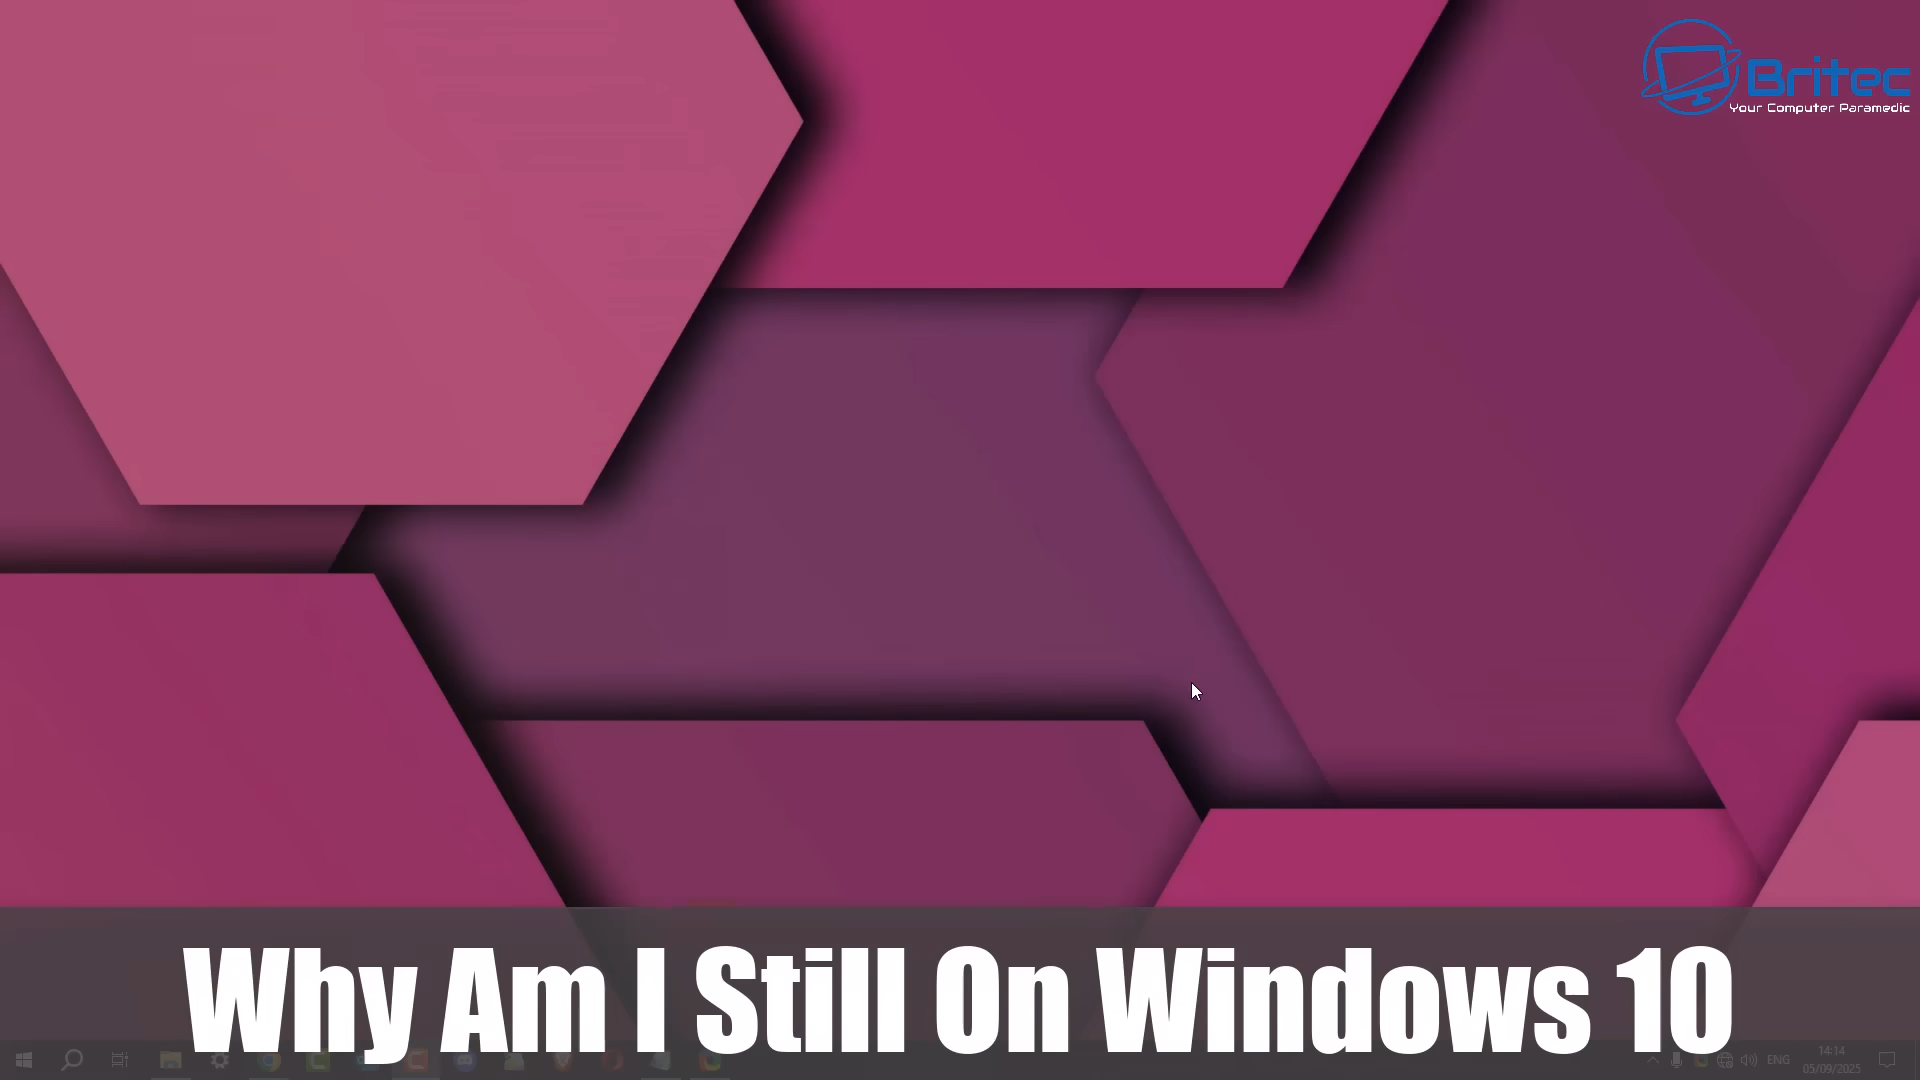 Britec
Your Computer Paramedic
Why Am I Still On Windows 10
ENG
14:14
05/09/2025